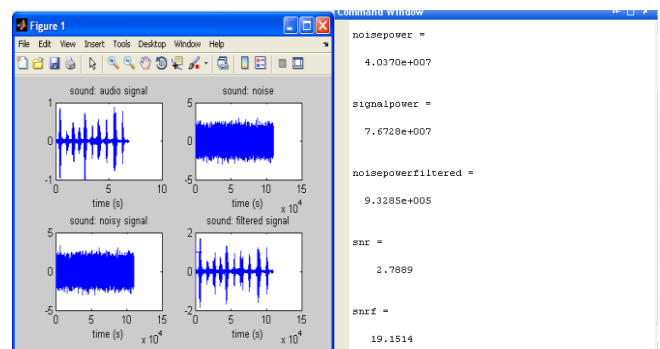 Figure 1
File Edit View Insert Tools Desktop Window Help
sound: audio signal
1
0
-1
0 5 10
time (s)
sound: noise
5
0
-5
0 5 10 15
time (s)
x 10^4
sound: noisy signal
5
0
-5
0 5 10 15
time (s)
x 10^4
sound: filtered signal
2
0
-2
0 5 10 15
time (s)
x 10^4
Command Window
noisepower =
4.0370e+007
signalpower =
7.6728e+007
noisepowerfiltered =
9.3285e+005
snr =
2.7889
snrf =
19.1514